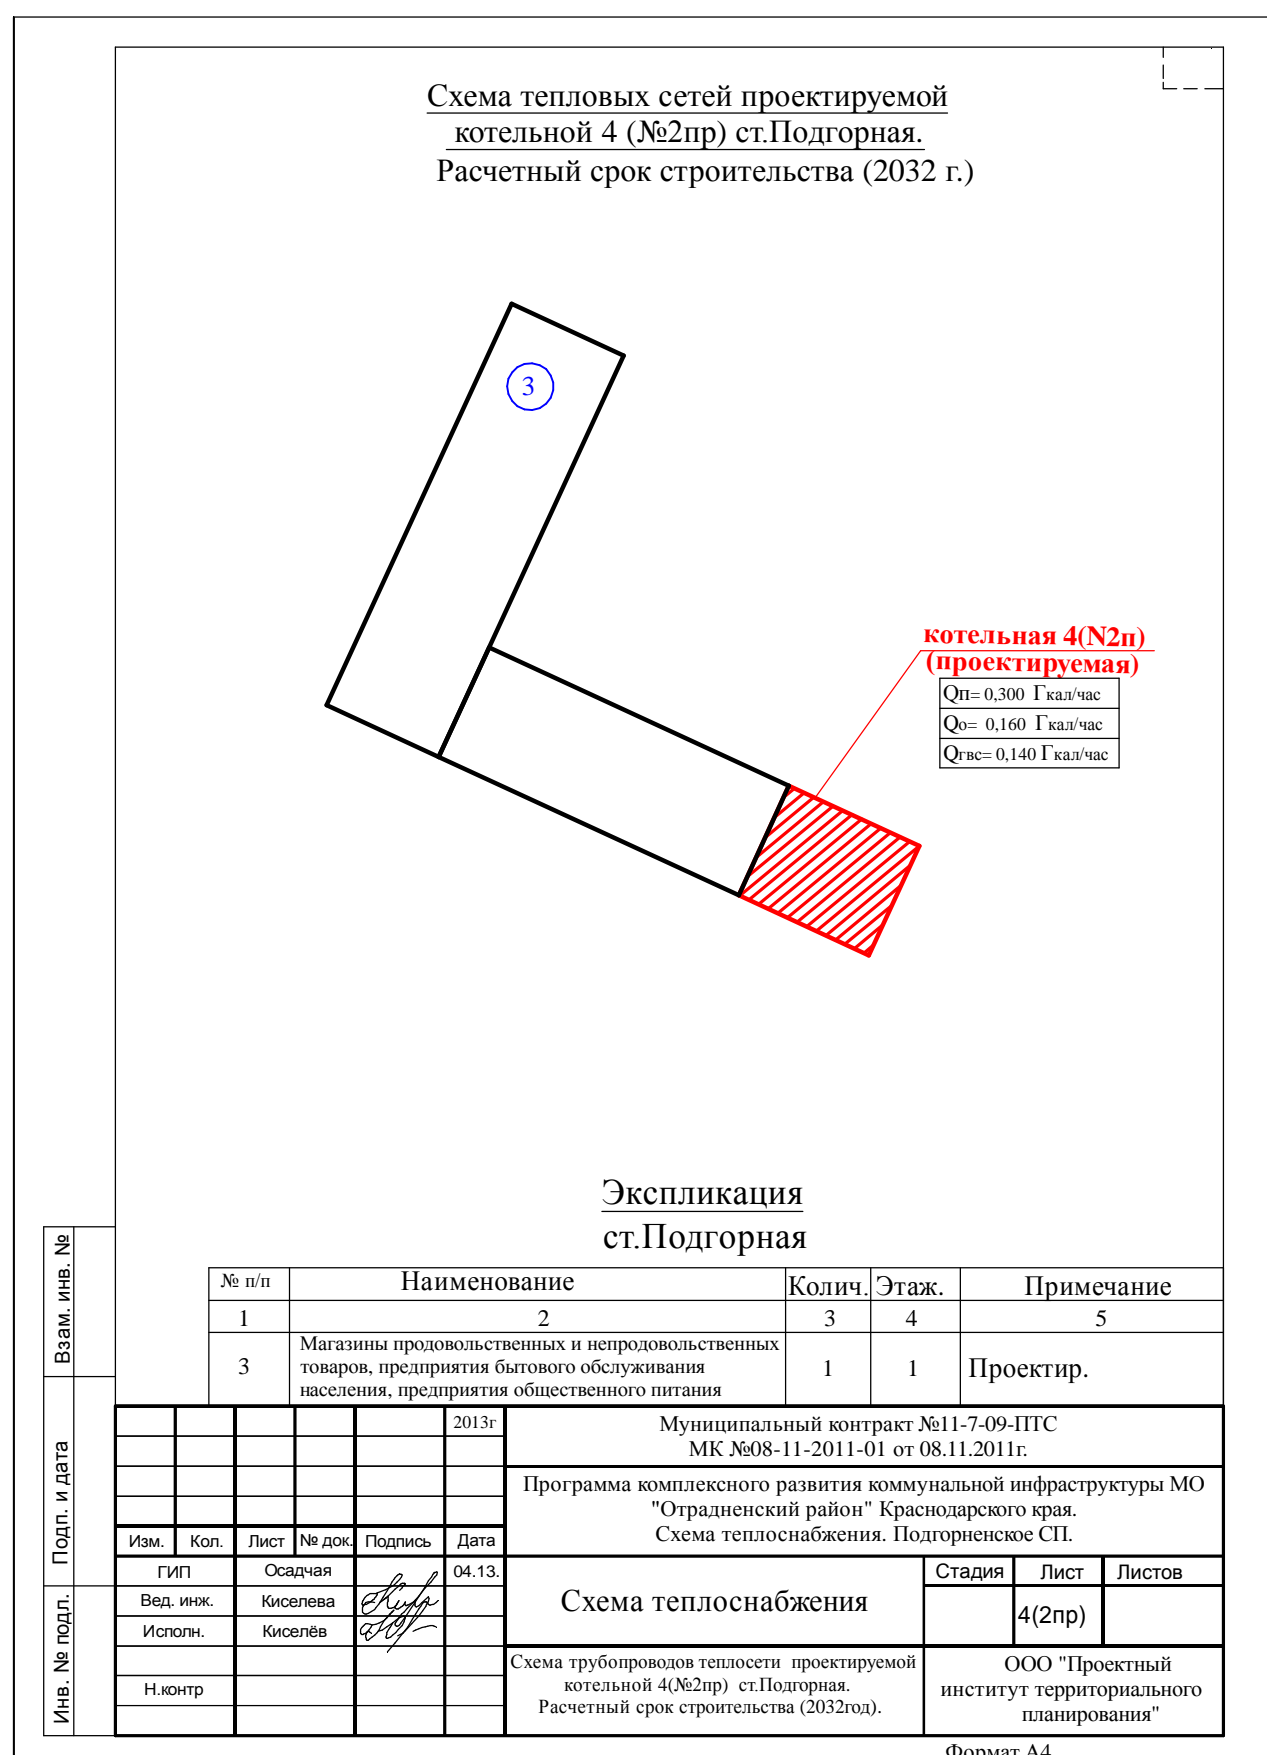 Схема тепловых сетей проектируемой
котельной 4 (№2пр) ст.Подгорная.
Расчетный срок строительства (2032 г.)
3
котельная 4(N2п)
(проектируемая)
Qп= 0,300 Гкал/час
Qо= 0,160 Гкал/час
Qгвс= 0,140 Гкал/час
Экспликация
ст.Подгорная
№ п/п Наименование Колич. Этаж. Примечание
1 2 3 4 5
Магазины продовольственных и непродовольственных
3 товаров, предприятия бытового обслуживания 1 1 Проектир.
населения, предприятия общественного питания
Взам. инв. №
Подп. и дата
Инв. № подл.
2013г
Муниципальный контракт №11-7-09-ПТС
МК №08-11-2011-01 от 08.11.2011г.
Программа комплексного развития коммунальной инфраструктуры МО
"Отрадненский район" Краснодарского края.
Схема теплоснабжения. Подгорненское СП.
Изм. Кол. Лист № док. Подпись Дата
ГИП Осадчая 04.13.
Вед. инж. Киселева
Исполн. Киселёв
Н.контр
Схема теплоснабжения
Стадия Лист Листов
4(2пр)
Схема трубопроводов теплосети проектируемой
котельной 4(№2пр) ст.Подгорная.
Расчетный срок строительства (2032год).
ООО "Проектный
институт территориального
планирования"
Формат А4